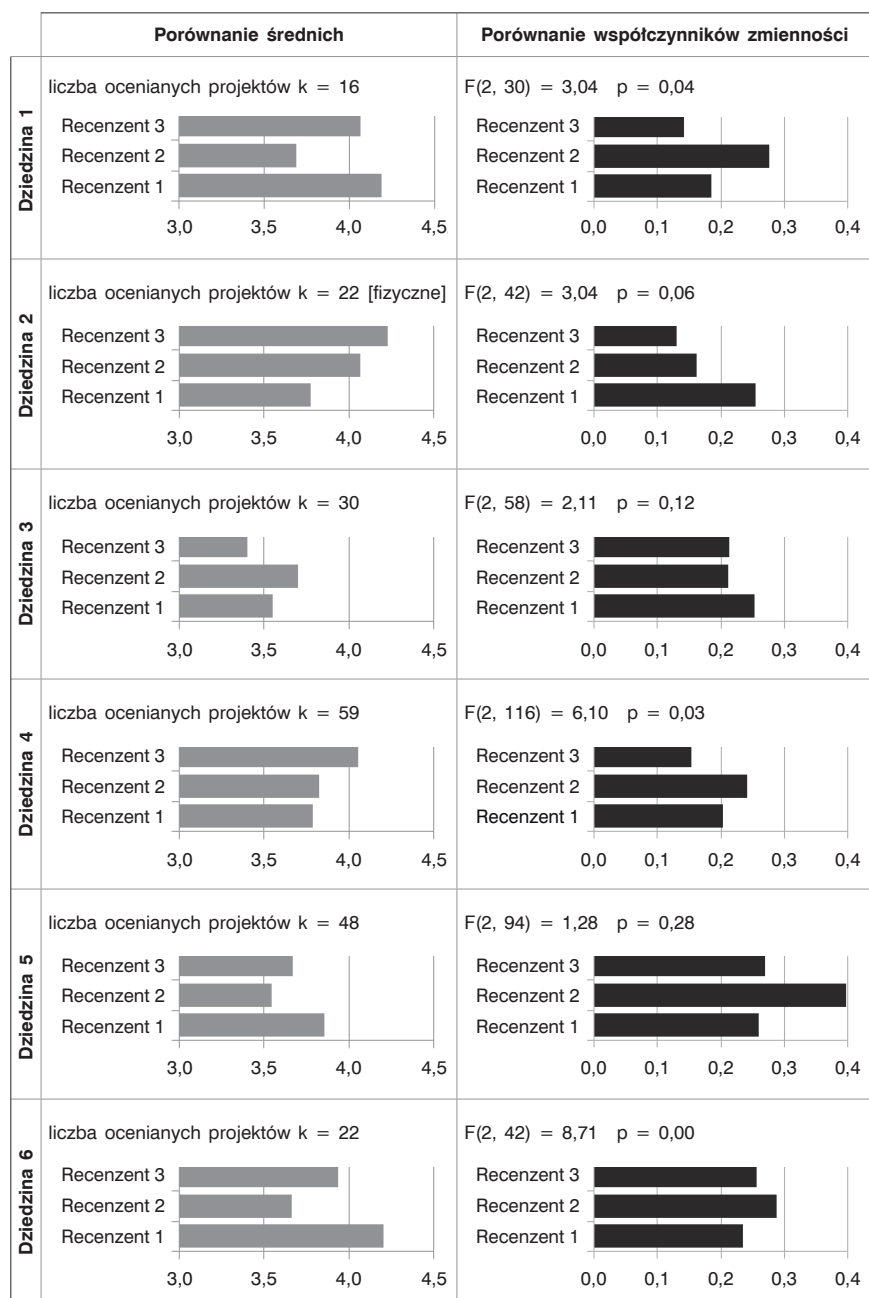 Porównanie średnich
Porównanie współczynników zmienności
Dziedzina 1
liczba ocenianych projektów k = 16
Recenzent 3
Recenzent 2
Recenzent 1
3,0 3,5 4,0 4,5
F(2, 30) = 3,04 p = 0,04
Recenzent 3
Recenzent 2
Recenzent 1
0,0 0,1 0,2 0,3 0,4
Dziedzina 2
liczba ocenianych projektów k = 22 [fizyczne]
Recenzent 3
Recenzent 2
Recenzent 1
3,0 3,5 4,0 4,5
F(2, 42) = 3,04 p = 0,06
Recenzent 3
Recenzent 2
Recenzent 1
0,0 0,1 0,2 0,3 0,4
Dziedzina 3
liczba ocenianych projektów k = 30
Recenzent 3
Recenzent 2
Recenzent 1
3,0 3,5 4,0 4,5
F(2, 58) = 2,11 p = 0,12
Recenzent 3
Recenzent 2
Recenzent 1
0,0 0,1 0,2 0,3 0,4
Dziedzina 4
liczba ocenianych projektów k = 59
Recenzent 3
Recenzent 2
Recenzent 1
3,0 3,5 4,0 4,5
F(2, 116) = 6,10 p = 0,03
Recenzent 3
Recenzent 2
Recenzent 1
0,0 0,1 0,2 0,3 0,4
Dziedzina 5
liczba ocenianych projektów k = 48
Recenzent 3
Recenzent 2
Recenzent 1
3,0 3,5 4,0 4,5
F(2, 94) = 1,28 p = 0,28
Recenzent 3
Recenzent 2
Recenzent 1
0,0 0,1 0,2 0,3 0,4
Dziedzina 6
liczba ocenianych projektów k = 22
Recenzent 3
Recenzent 2
Recenzent 1
3,0 3,5 4,0 4,5
F(2, 42) = 8,71 p = 0,00
Recenzent 3
Recenzent 2
Recenzent 1
0,0 0,1 0,2 0,3 0,4